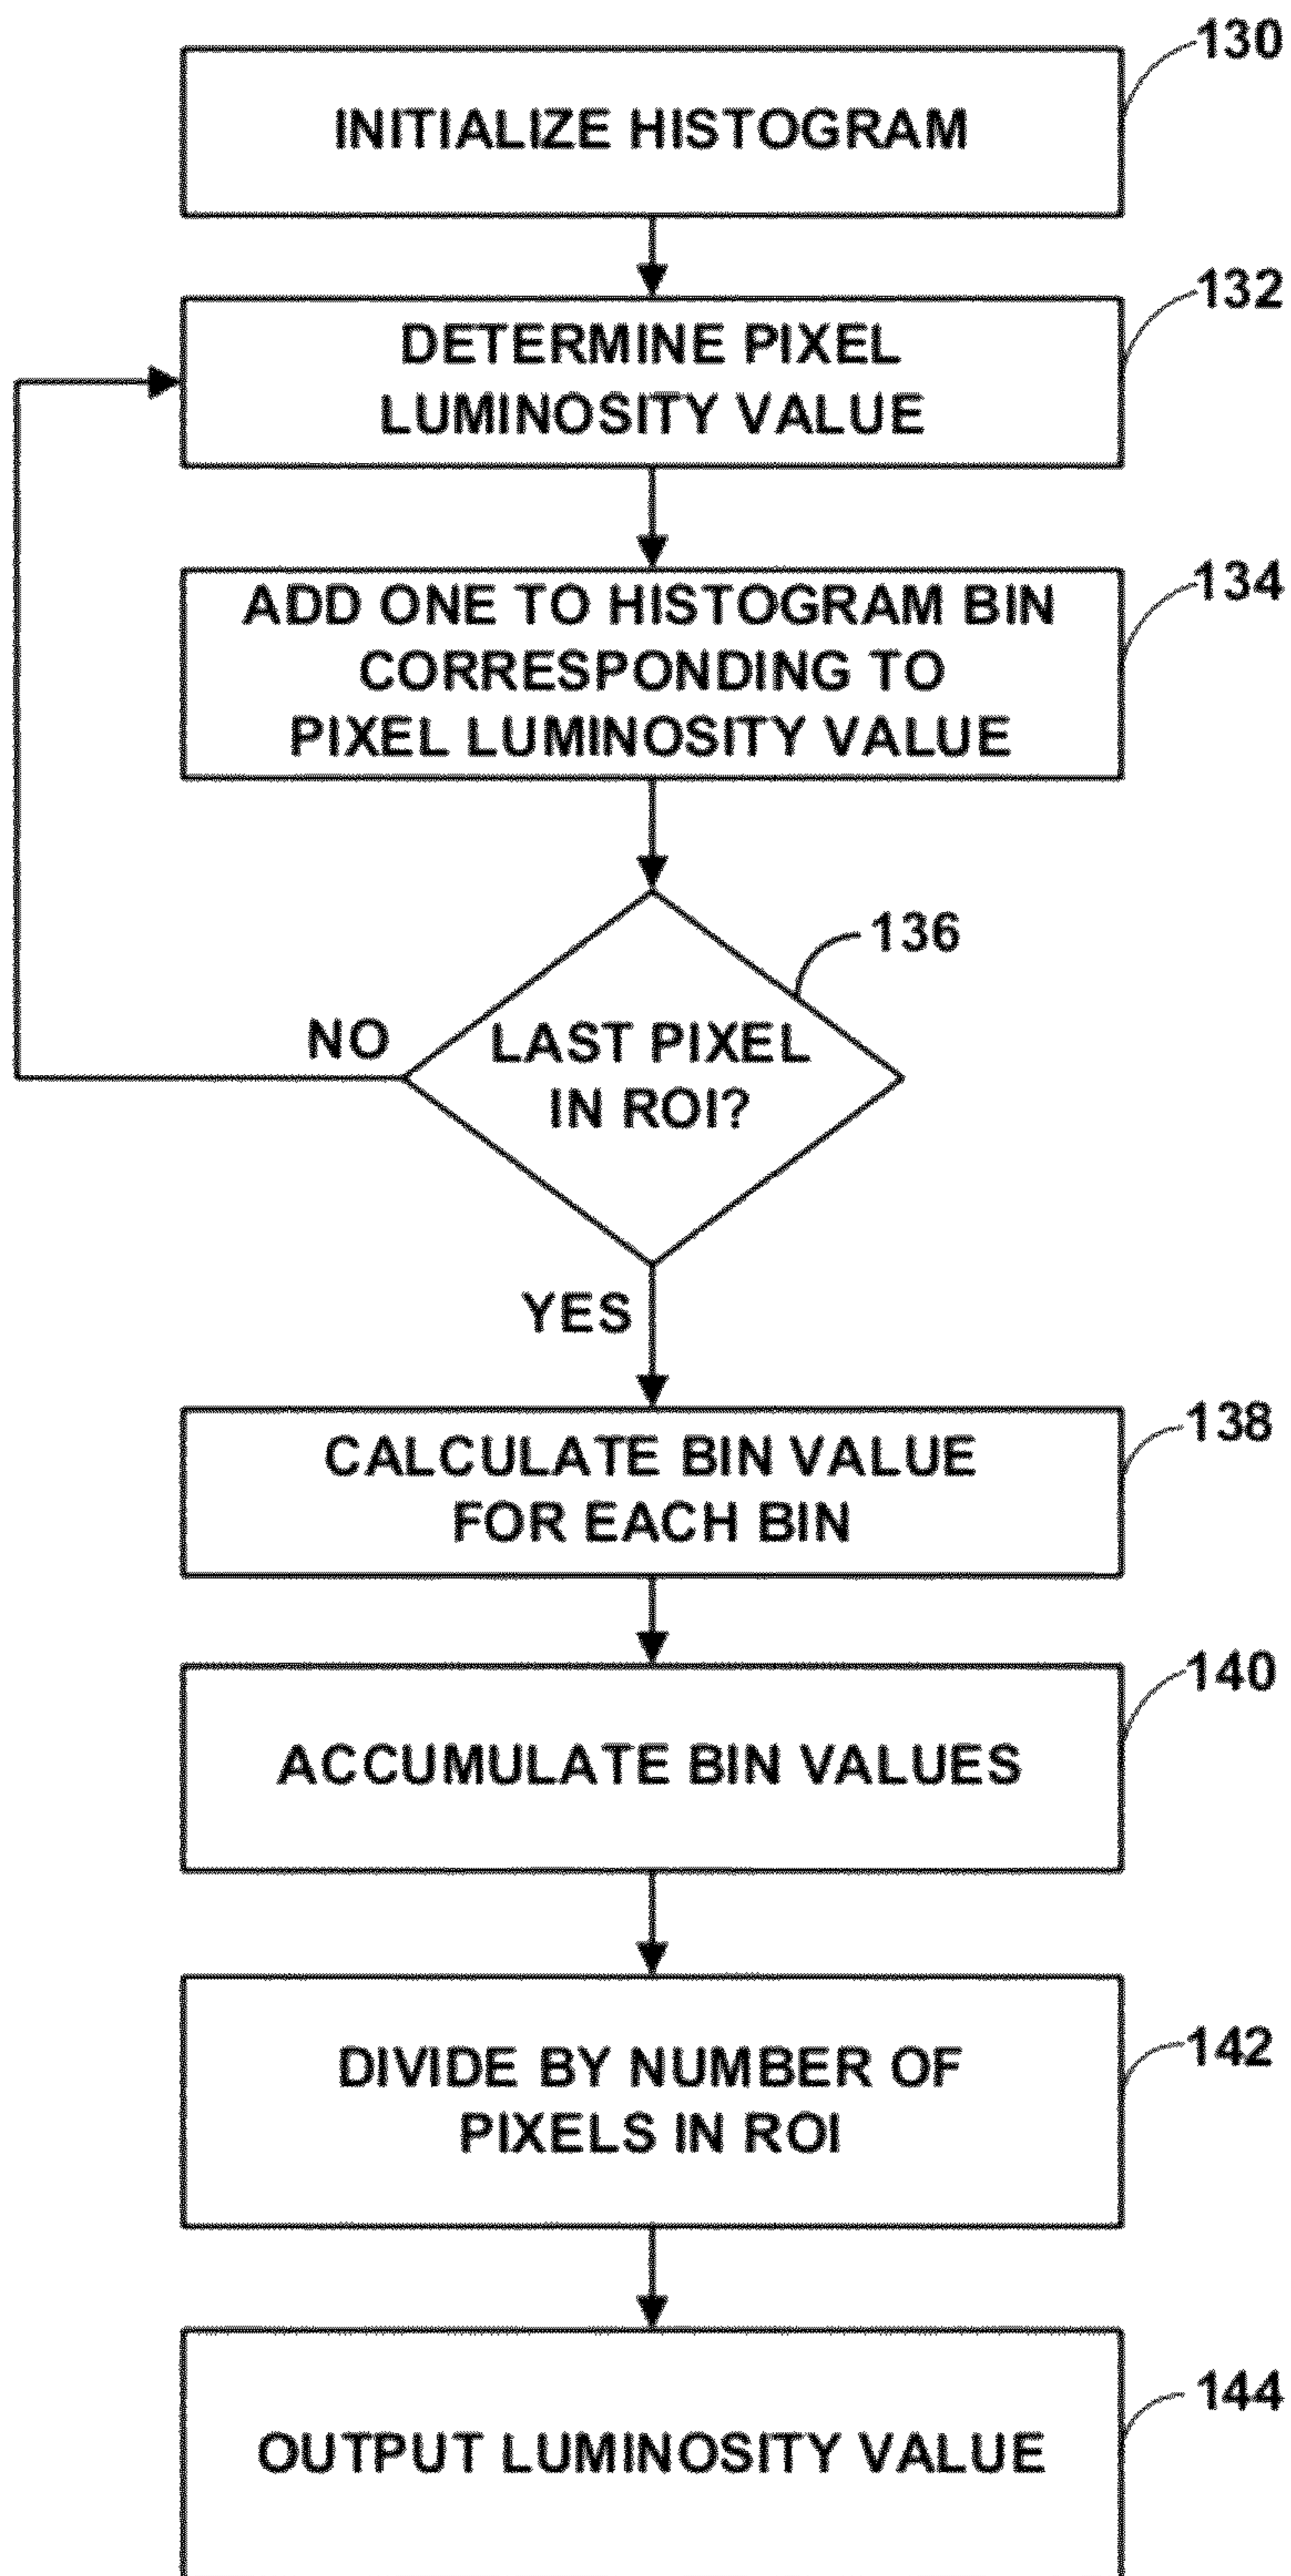 130
INITIALIZE HISTOGRAM
132
DETERMINE PIXEL
LUMINOSITY VALUE
134
ADD ONE TO HISTOGRAM BIN
CORRESPONDING TO
PIXEL LUMINOSITY VALUE
136
NO
LAST PIXEL
IN ROI?
YES
138
CALCULATE BIN VALUE
FOR EACH BIN
140
ACCUMULATE BIN VALUES
142
DIVIDE BY NUMBER OF
PIXELS IN ROI
144
OUTPUT LUMINOSITY VALUE